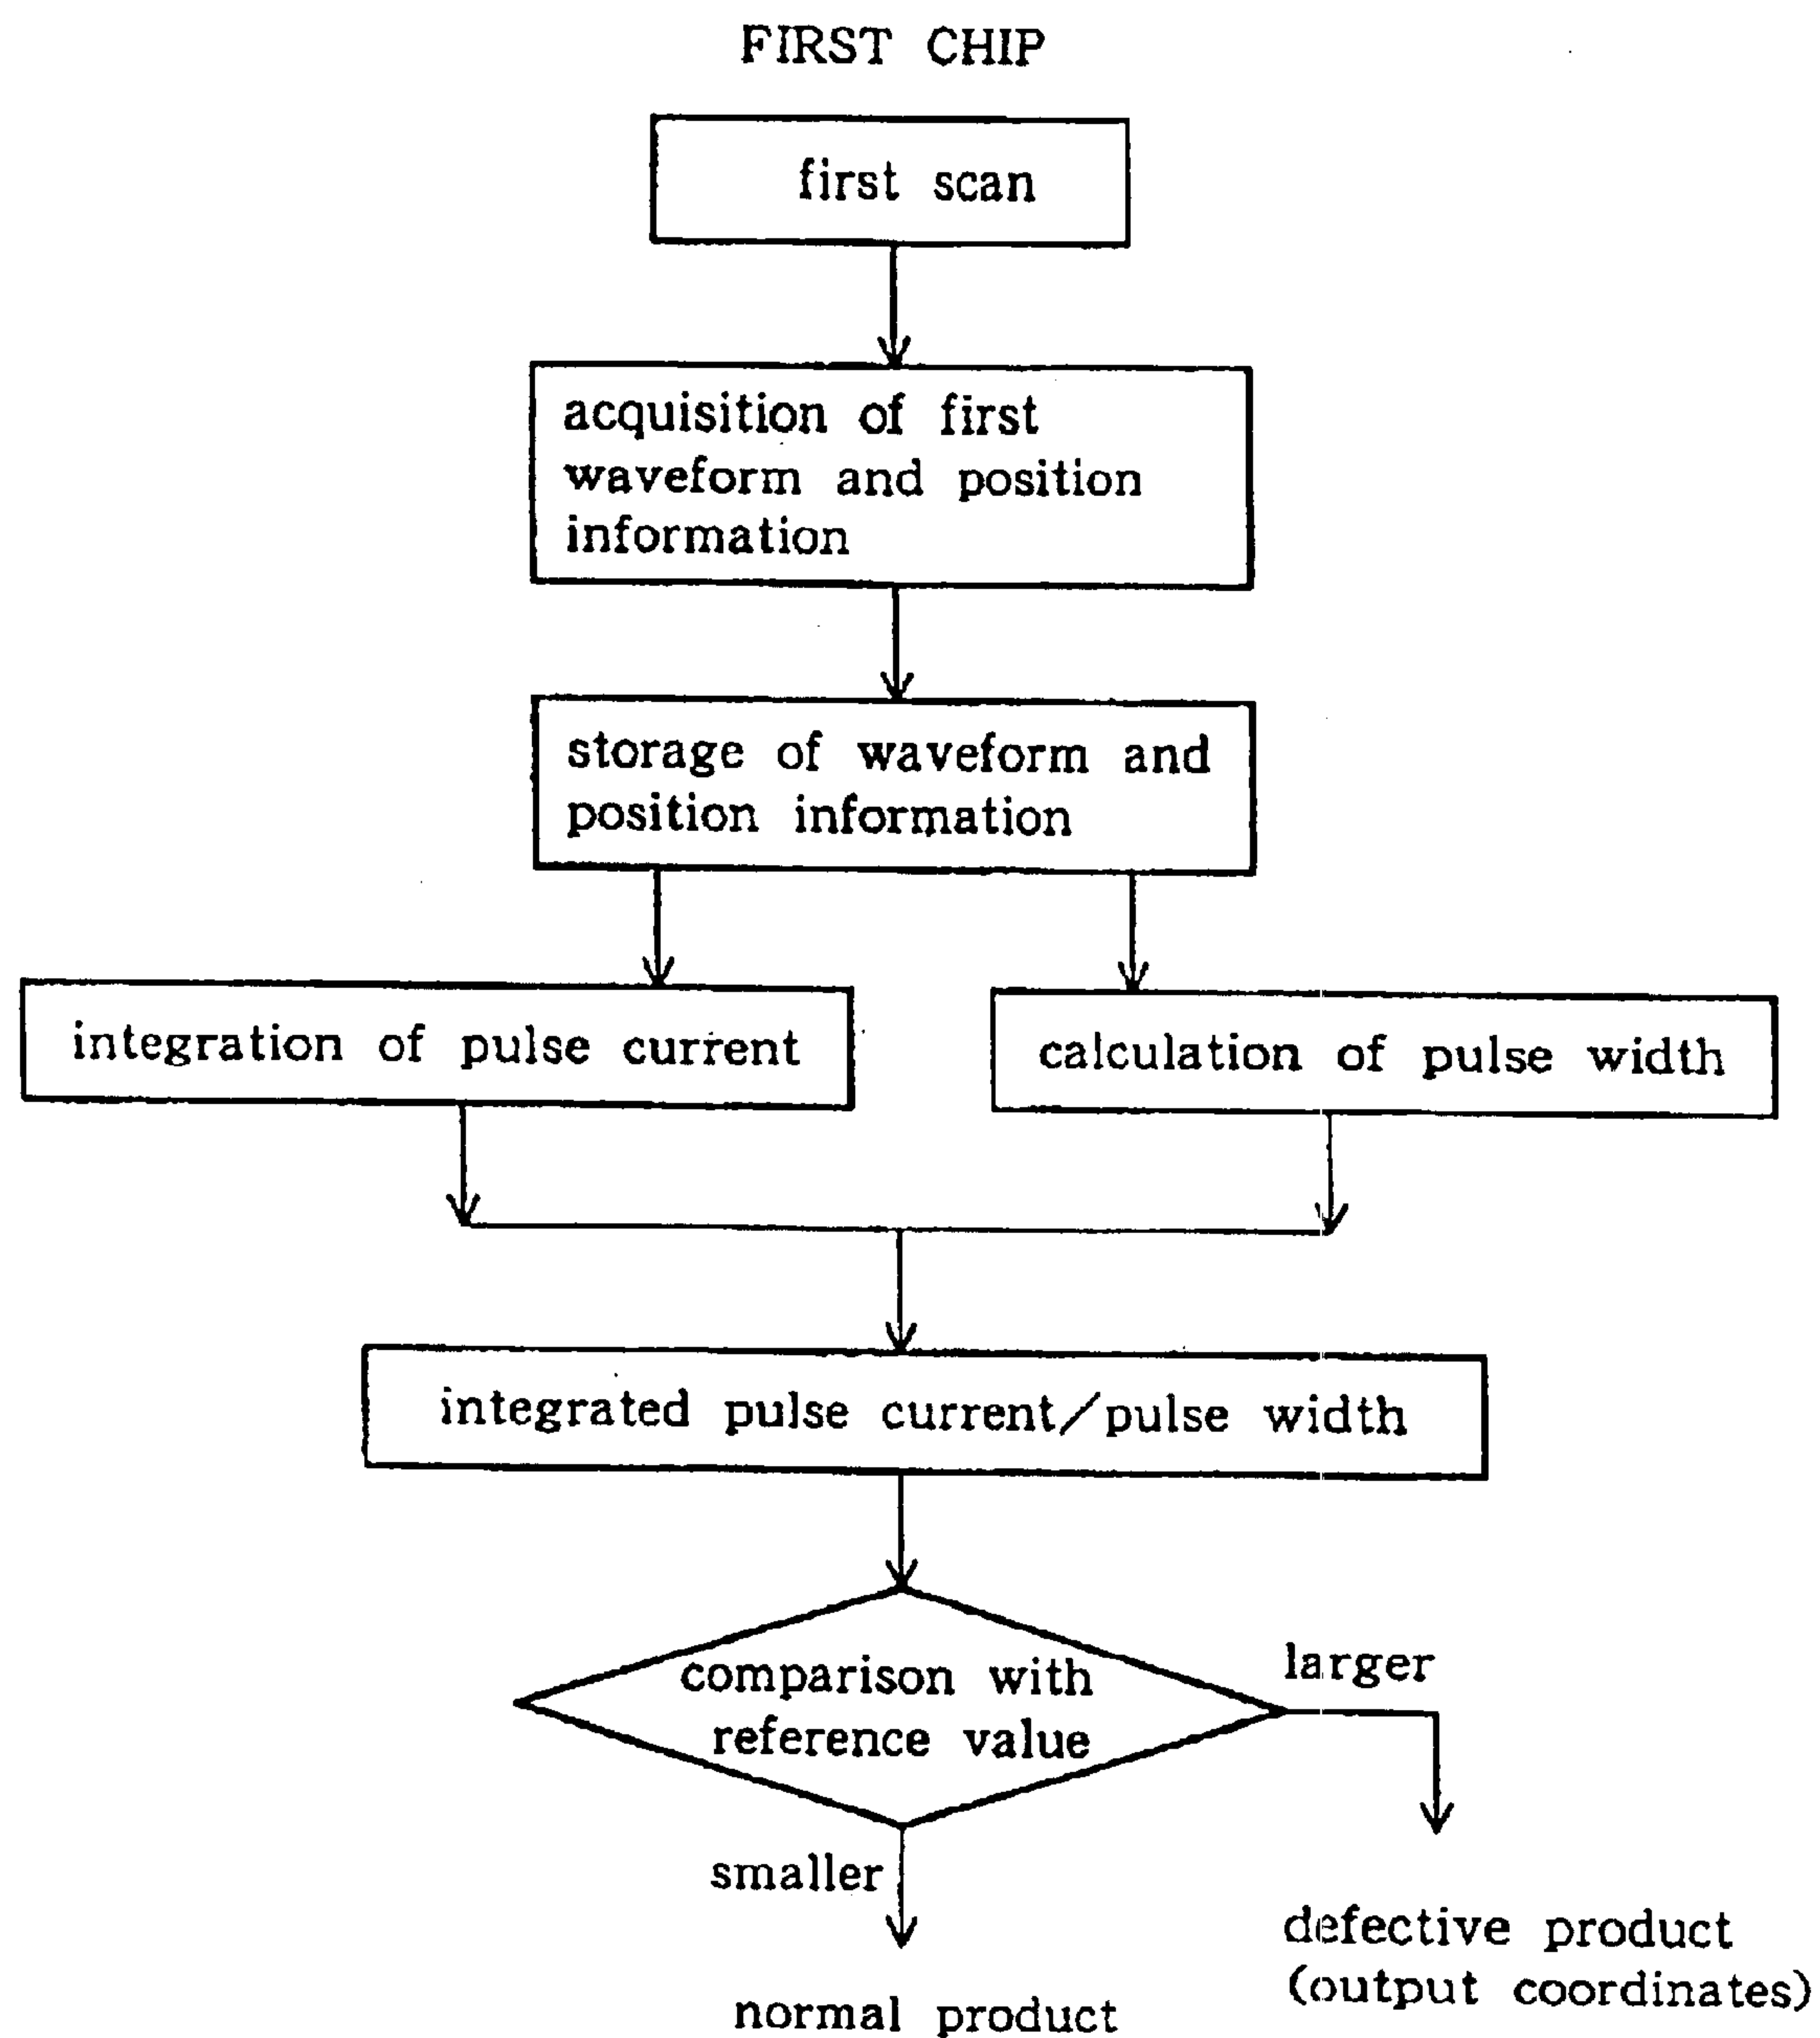 FIRST CHIP
first scan
acquisition of first
waveform and position
information
storage of waveform and
position information
integration of pulse current
calculation of pulse width
integrated pulse current/pulse width
comparison with
reference value
larger
smaller
defective product
(output coordinates)
normal product